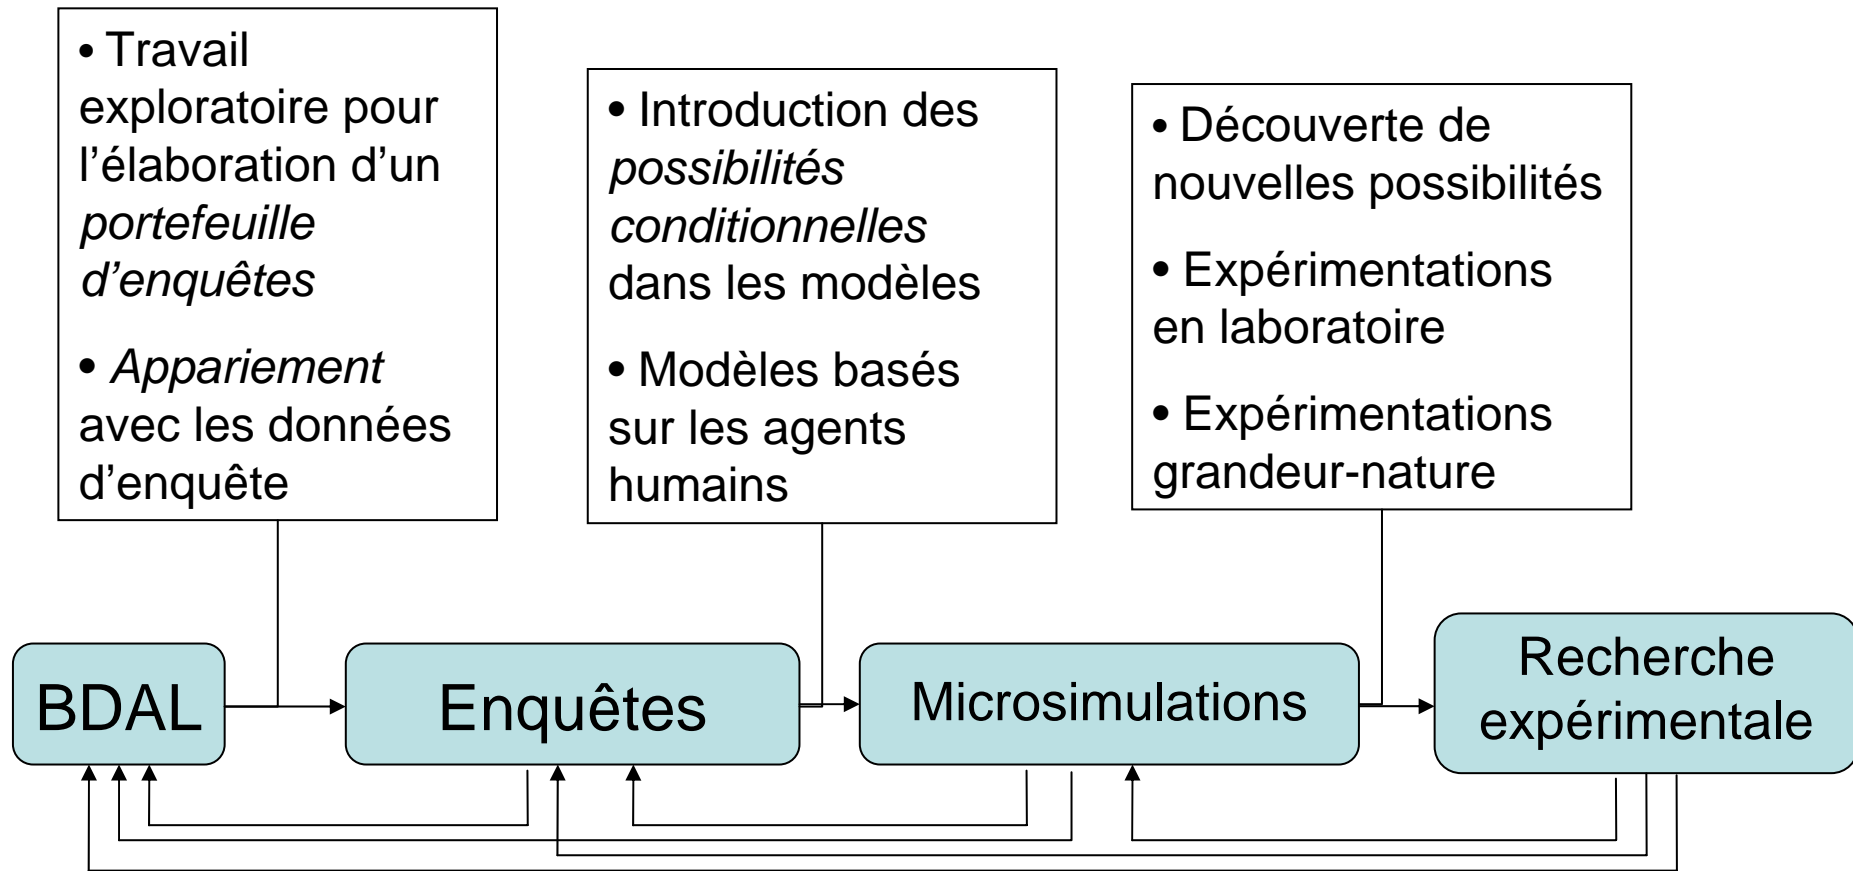 • Travail
exploratoire pour
l’élaboration d’un
portefeuille
d’enquêtes
• Appariement
avec les données
d’enquête
• Introduction des
possibilités
conditionnelles
dans les modèles
• Modèles basés
sur les agents
humains
• Découverte de
nouvelles possibilités
• Expérimentations
en laboratoire
• Expérimentations
grandeur-nature
BDAL
Enquêtes
Microsimulations
Recherche
expérimentale